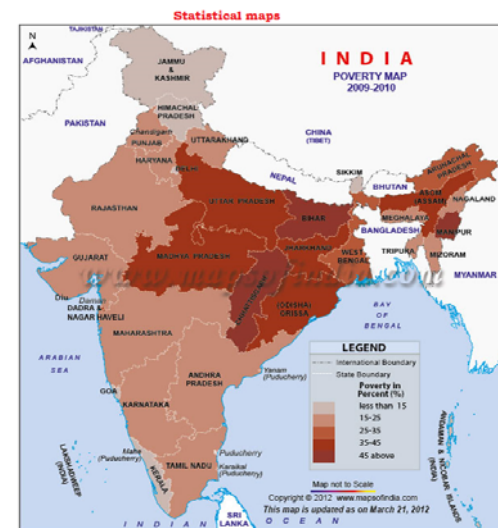 Statistical maps
N
TAJIKISTAN
AFGHANISTAN
JAMMU
&
KASHMIR
INDIA
POVERTY MAP
2009-2010
HIMACHAL
PRADESH
PAKISTAN
Chandigarh
PUNJAB
UTTARAKHAND
CHINA
(TIBET)
HARYANA
DELHI
SIKKIM
ARUNACHAL
PRADESH
NEPAL
BHUTAN
RAJASTHAN
UTTAR PRADESH
ASOM
(ASSAM)
NAGALAND
BIHAR
MEGHALAYA
BANGLADESH
MANIPUR
JHARKHAND
TRIPURA
MIZORAM
GUJARAT
MADHYA PRADESH
WEST
BENGAL
MYANMAR
www.mapsofindia.com
CHHATTISGARH
Diu
Daman
DADRA &
NAGAR HAVELI
(ODISHA)
ORISSA
BAY
OF
BENGAL
MAHARASHTRA
LEGEND
International Boundary
State Boundary
Poverty in
Percent (%)
less than 15
15-25
25-35
35-45
45 above
ARABIAN
SEA
Yanam
(Puducherry)
ANDHRA
PRADESH
GOA
KARNATAKA
ANDAMAN & NICOBAR ISLANDS
(INDIA)
Mahe
(Puducherry)
Puducherry
LAKSHADWEEP
(INDIA)
KERALA
TAMIL NADU
Karaikal
(Puducherry)
Map not to Scale
Copyright © 2012 www.mapsofindia.com
This map is updated as on March 21, 2012
SRI
LANKA
INDIAN OCEAN